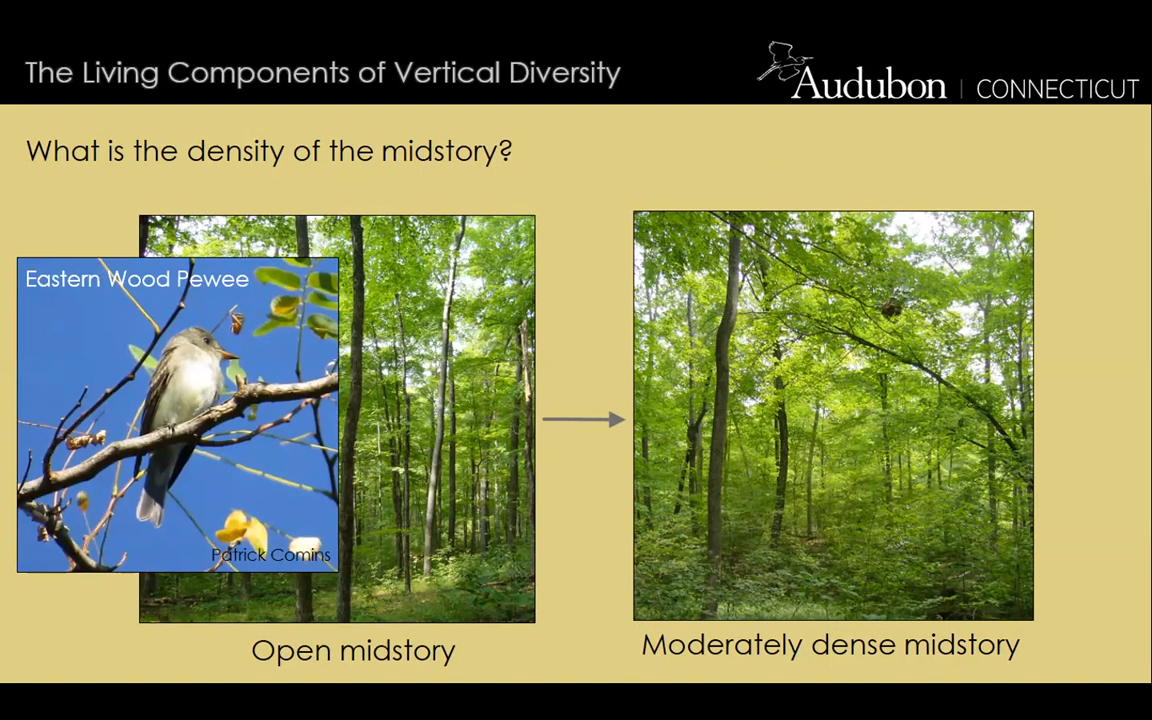 The Living Components of Vertical Diversity
Audubon | CONNECTICUT
What is the density of the midstory?
Eastern Wood Pewee
Patrick Comins
Open midstory
Moderately dense midstory